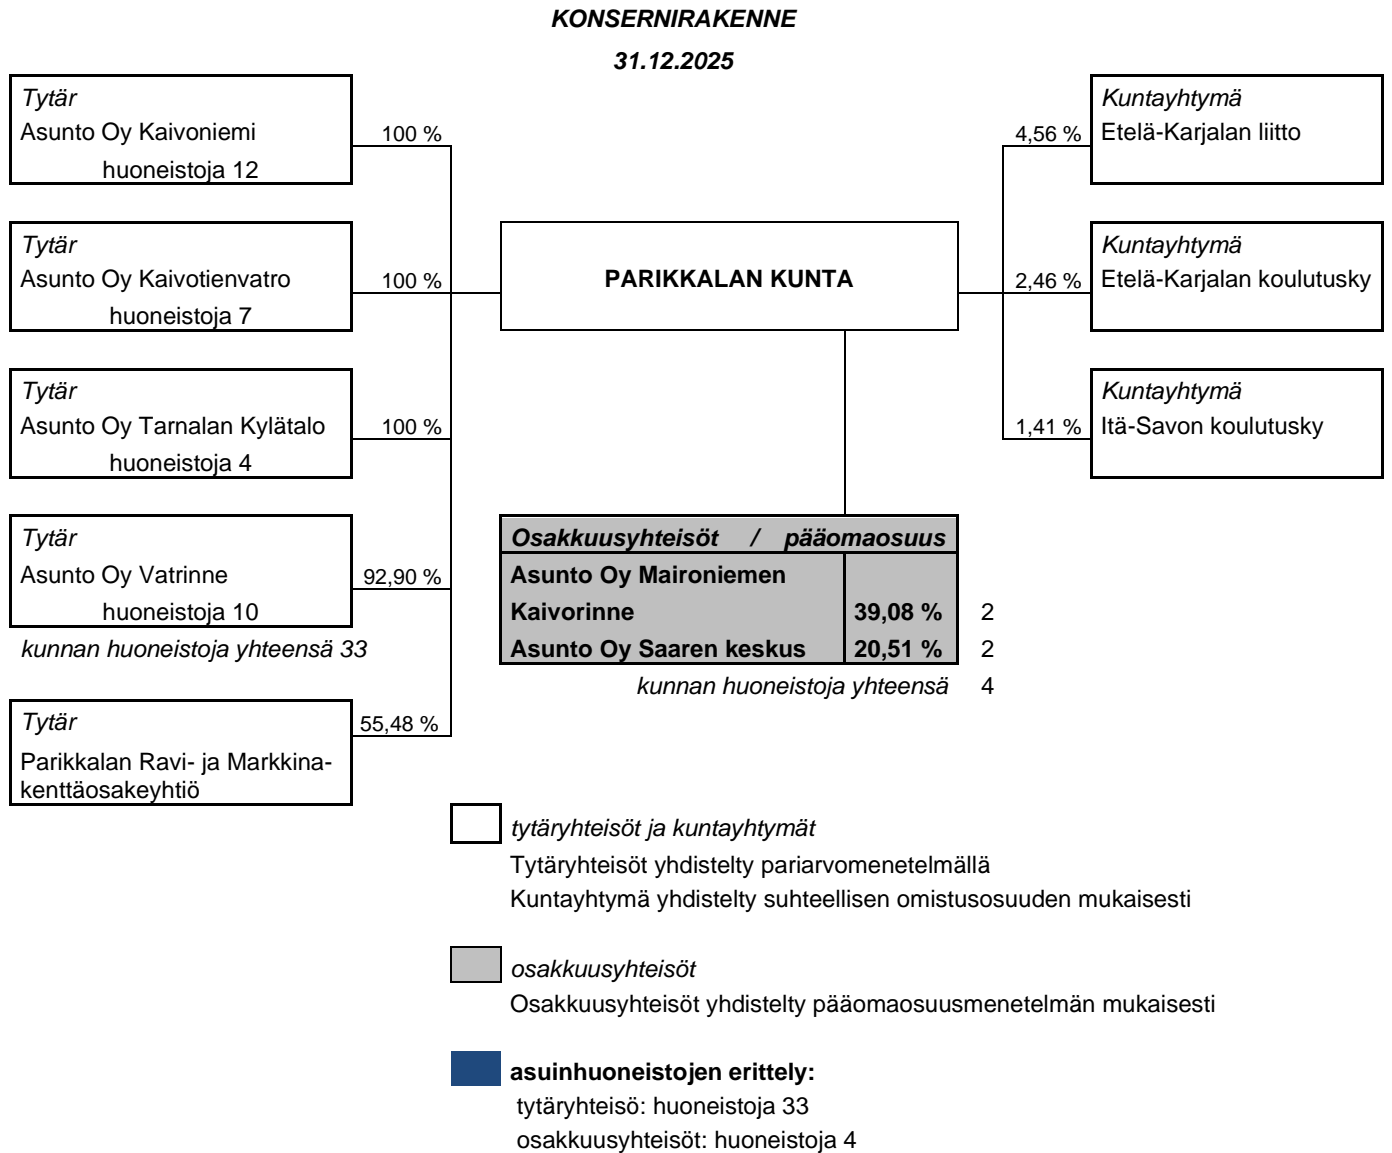 KONSERNIRAKENNE
31.12.2025
Tytär
Asunto Oy Kaivoniemi
huoneistoja 12
100 %
Tytär
Asunto Oy Kaivotienvatro
huoneistoja 7
100 %
Tytär
Asunto Oy Tarnalan Kylätalo
huoneistoja 4
100 %
Tytär
Asunto Oy Vatrinne
huoneistoja 10
92,90 %
kunnan huoneistoja yhteensä 33
Tytär
Parikkalan Ravi- ja Markkina-
kenttäosakeyhtiö
55,48 %
PARIKKALAN KUNTA
4,56 %
Kuntayhtymä
Etelä-Karjalan liitto
2,46 %
Kuntayhtymä
Etelä-Karjalan koulutusky
1,41 %
Kuntayhtymä
Itä-Savon koulutusky
Osakkuusyhteisöt / pääomaosuus
Asunto Oy Maironiemen
Kaivorinne 39,08 % 2
Asunto Oy Saaren keskus 20,51 % 2
kunnan huoneistoja yhteensä 4
tytäryhteisöt ja kuntayhtymät
Tytäryhteisöt yhdistelty pariarvomenetelmällä
Kuntayhtymä yhdistelty suhteellisen omistusosuuden mukaisesti
osakkuusyhteisöt
Osakkuusyhteisöt yhdistelty pääomaosuusmenetelmän mukaisesti
asuinhuoneistojen erittely:
tytäryhteisö: huoneistoja 33
osakkuusyhteisöt: huoneistoja 4